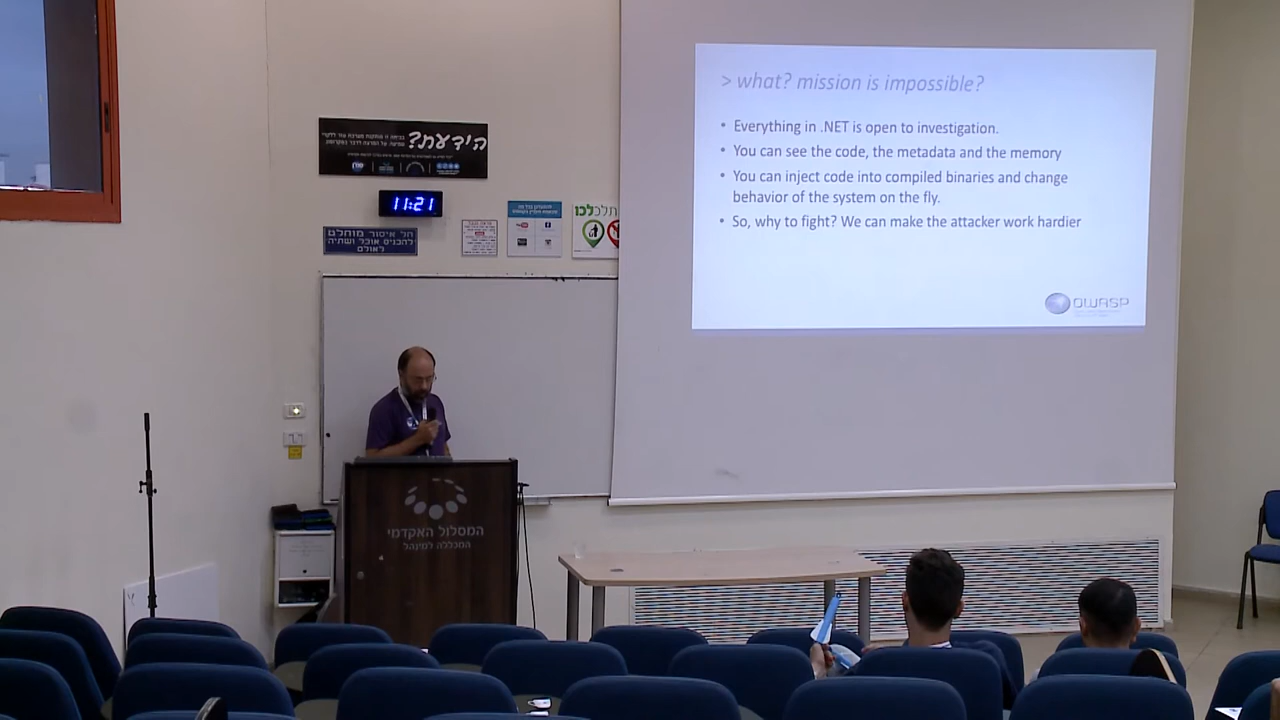 > what? mission is impossible?
• Everything in .NET is open to investigation.
• You can see the code, the metadata and the memory
• You can inject code into compiled binaries and change
behavior of the system on the fly.
• So, why to fight? We can make the attacker work hardier
OWASP
הידעת?
11:21
חל איסור מוחלט
להכניס אוכל ושתיה
לאולם
המסלול האקדמי
המכללה למינהל